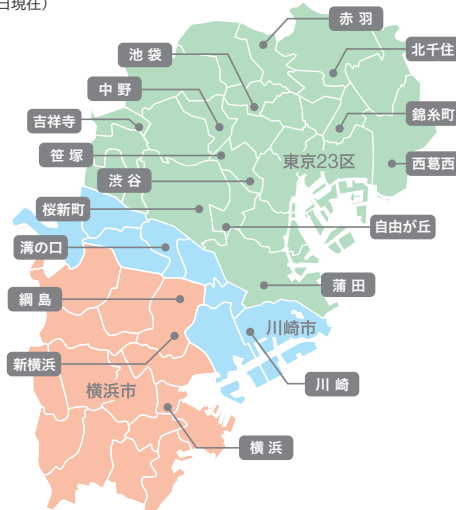 日現在）
赤羽
池袋
北千住
中野
錦糸町
吉祥寺
笹塚
東京23区
西葛西
渋谷
桜新町
自由が丘
溝の口
蒲田
綱島
川崎市
新横浜
川崎
横浜市
横浜